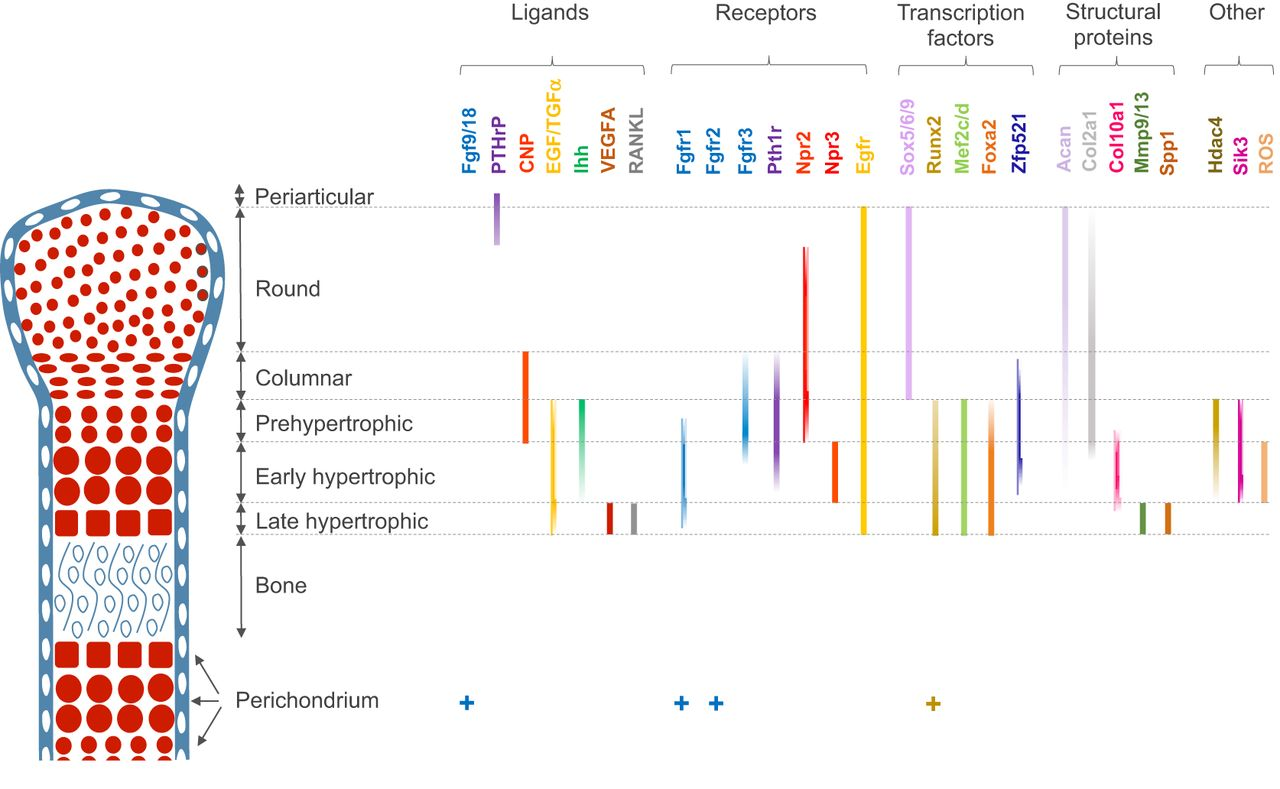 Ligands
Receptors
Transcription
factors
Structural
proteins
Other
Fgf9/18
PTHrP
CNP
EGF/TGFα
Ihh
VEGFA
RANKL
Fgfr1
Fgfr2
Fgfr3
Pth1r
Npr2
Npr3
Egfr
Sox5/6/9
Runx2
Mef2c/d
Foxa2
Zfp521
Acan
Col2a1
Col10a1
Mmp9/13
Spp1
Hdac4
Sik3
ROS
Periarticular
Round
Columnar
Prehypertrophic
Early hypertrophic
Late hypertrophic
Bone
Perichondrium
+ + + +